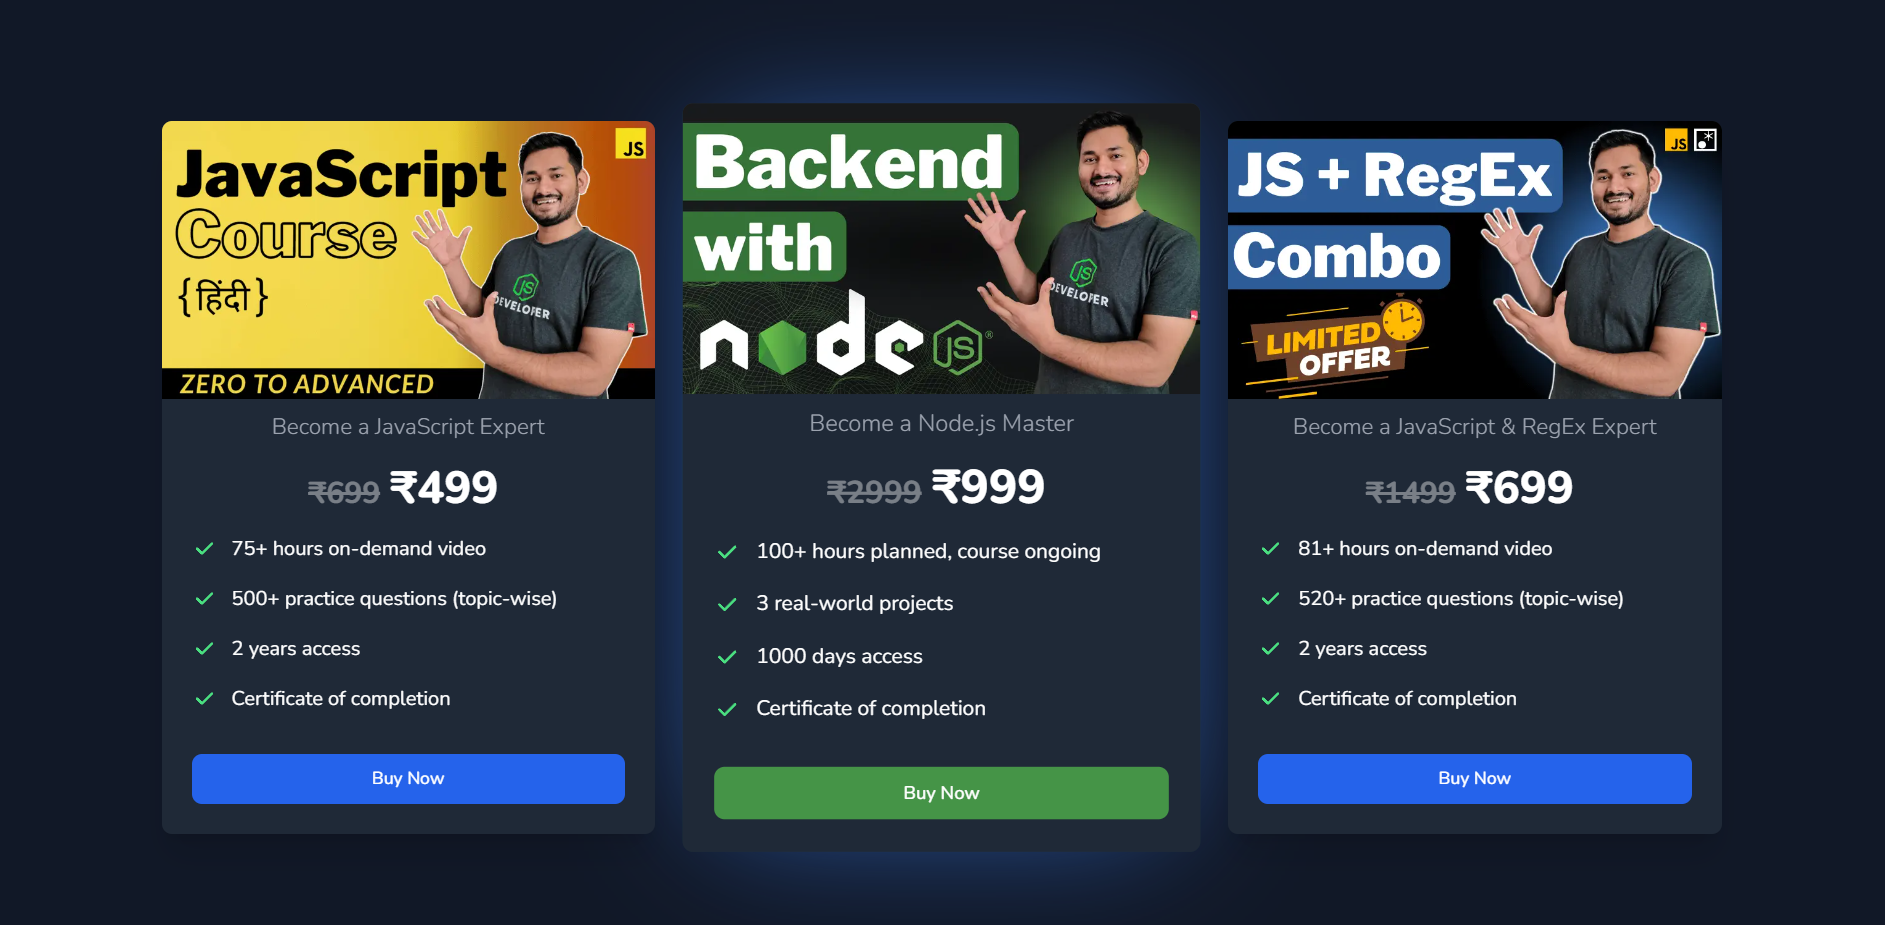 JavaScript
Course
{हिंदी}
ZERO TO ADVANCED
JS
JS
DEVELOPER
Become a JavaScript Expert
₹699 ₹499
75+ hours on-demand video
500+ practice questions (topic-wise)
2 years access
Certificate of completion
Buy Now
Backend
with
node
JS
®
JS
DEVELOPER
Become a Node.js Master
₹2999 ₹999
100+ hours planned, course ongoing
3 real-world projects
1000 days access
Certificate of completion
Buy Now
JS + RegEx
Combo
LIMITED
OFFER
JS
.*
Become a JavaScript & RegEx Expert
₹1499 ₹699
81+ hours on-demand video
520+ practice questions (topic-wise)
2 years access
Certificate of completion
Buy Now